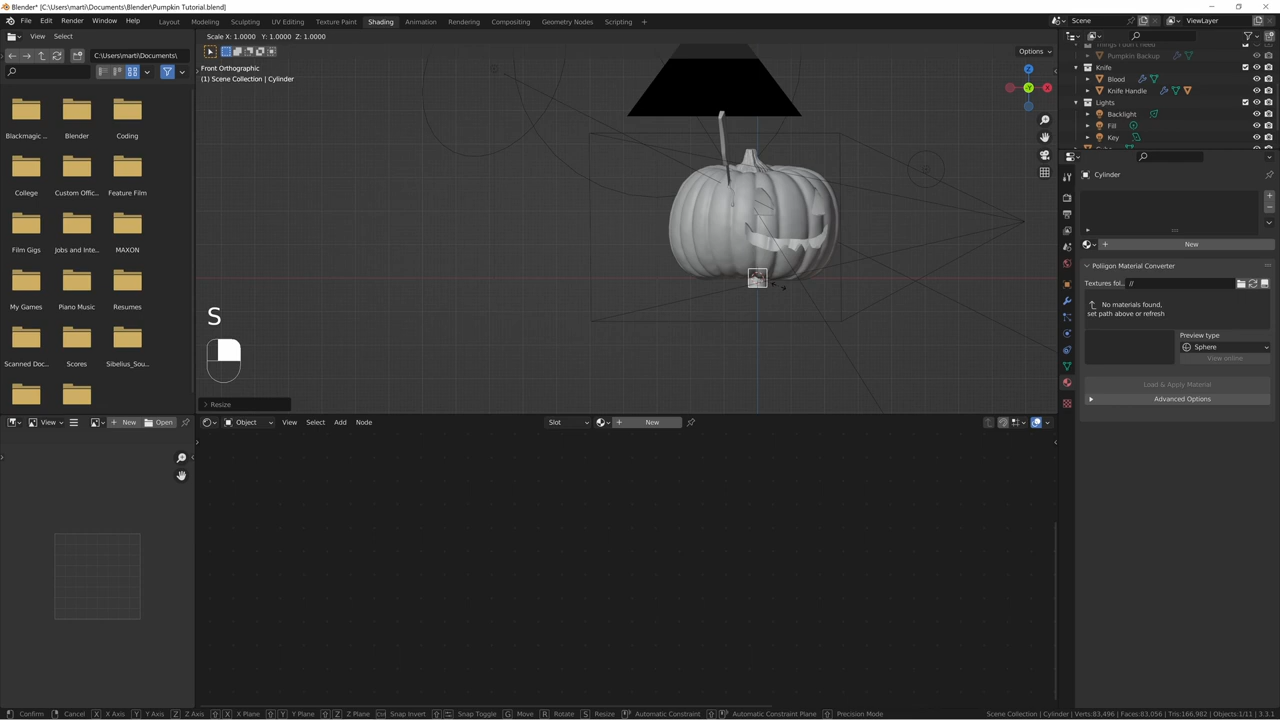 Blender* [C:\Users\marti\Documents\Blender\Pumpkin Tutorial.blend]
File Edit Render Window Help
Layout Modeling Sculpting UV Editing Texture Paint Shading Animation Rendering Compositing Geometry Nodes Scripting +
Scene ViewLayer
View Select
Scale X: 1.0000 Y: 1.0000 Z: 1.0000
C:\Users\marti\Documents\
Options
Front Orthographic
(1) Scene Collection | Cylinder
Z
Y
X
Things I don't need
Pumpkin Backup
Knife
Blood
Knife Handle
Lights
Backlight
Fill
Key
Blackmagic ...
Blender
Coding
College
Custom Offic...
Feature Film
Film Gigs
Jobs and Inte...
MAXON
My Games
Piano Music
Resumes
Scanned Doc...
Scores
Sibelius_Sou...
Cylinder
New
Poliigon Material Converter
Textures fol.. //
No materials found,
set path above or refresh
Preview type
Sphere
View online
Load & Apply Material
Advanced Options
S
Resize
View New Open
Object View Select Add Node Slot New
Confirm Cancel X X Axis Y Y Axis Z Z Axis X X Plane Y Y Plane Z Z Plane Snap Invert Snap Toggle G Move R Rotate S Resize Automatic Constraint Automatic Constraint Plane Precision Mode
Scene Collection | Cylinder | Verts:83,496 | Faces:83,056 | Tris:166,982 | Objects:1/11 | 3.3.1